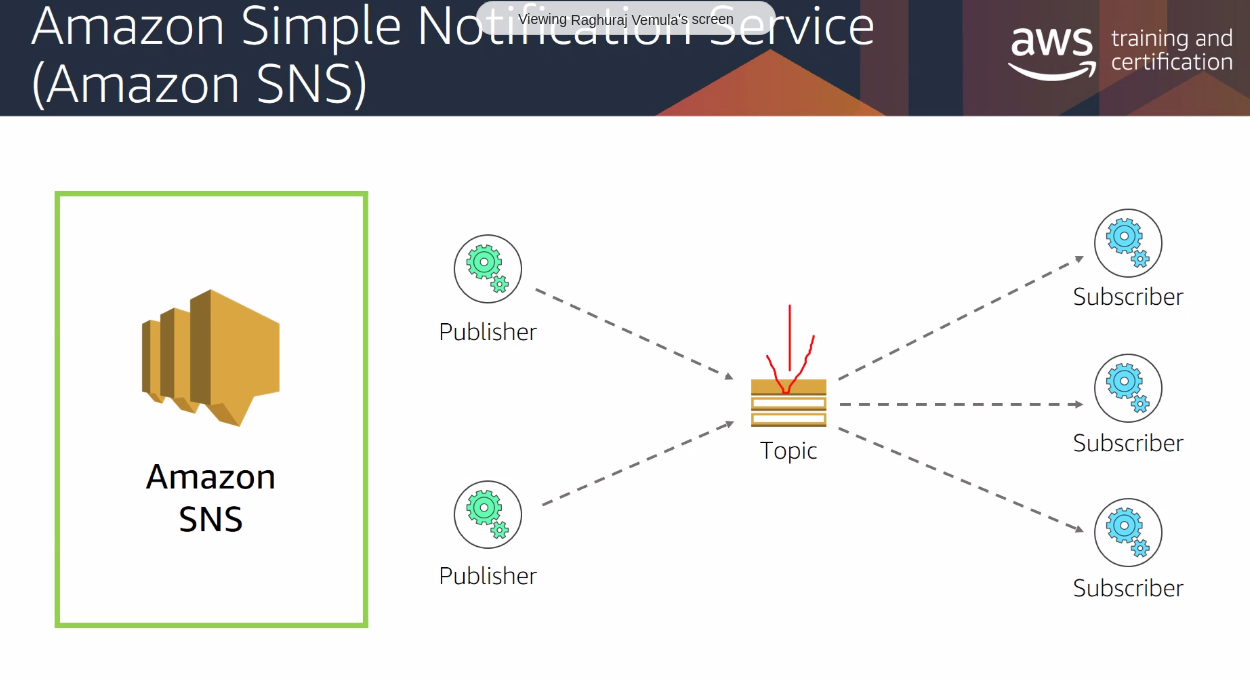 Viewing Raghuraj Vemula's screen
Amazon Simple Notification Service
(Amazon SNS)
aws training and
certification
Publisher
Subscriber
Topic
Subscriber
Amazon
SNS
Publisher
Subscriber